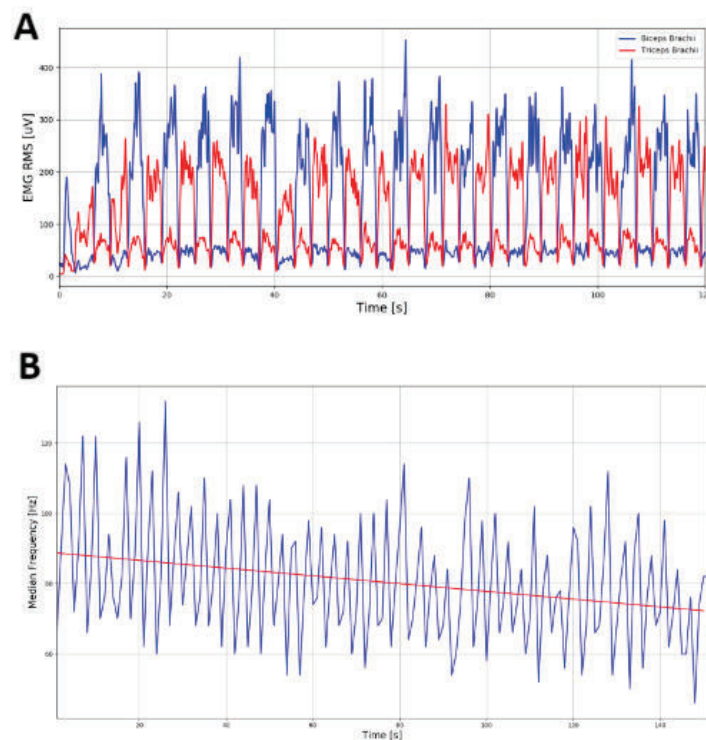 A
Biceps Brachii
Triceps Brachii
EMG RMS [uV]
400
300
200
100
0
0 20 40 60 80 100 120
Time [s]
B
Median Frequency [Hz]
120
100
80
60
20 40 60 80 100 120 140
Time [s]